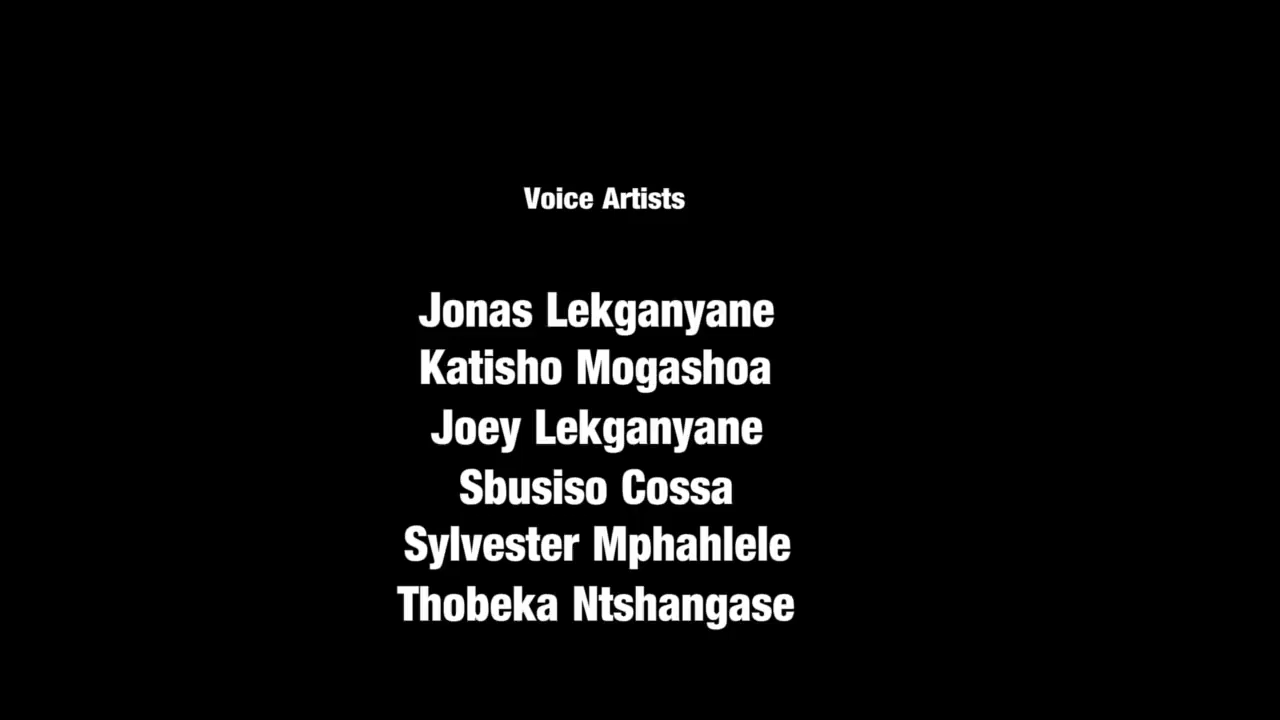 Voice Artists
Jonas Lekganyane
Katisho Mogashoa
Joey Lekganyane
Sbusiso Cossa
Sylvester Mphahlele
Thobeka Ntshangase